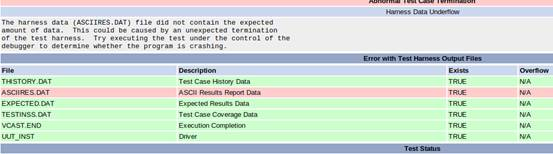 Abnormal Test Case Termination
Harness Data Underflow
The harness data (ASCIIRES.DAT) file did not contain the expected
amount of data.  This could be caused by an unexpected termination
of the test harness.  Try executing the test under the control of the
debugger to determine whether the program is crashing.
Error with Test Harness Output Files
File Description Exists Overflow
THISTORY.DAT Test Case History Data TRUE N/A
ASCIIRES.DAT ASCII Results Report Data TRUE N/A
EXPECTED.DAT Expected Results Data TRUE N/A
TESTINSS.DAT Test Case Coverage Data TRUE N/A
VCAST.END Execution Completion TRUE N/A
UUT_INST Driver TRUE N/A
Test Status